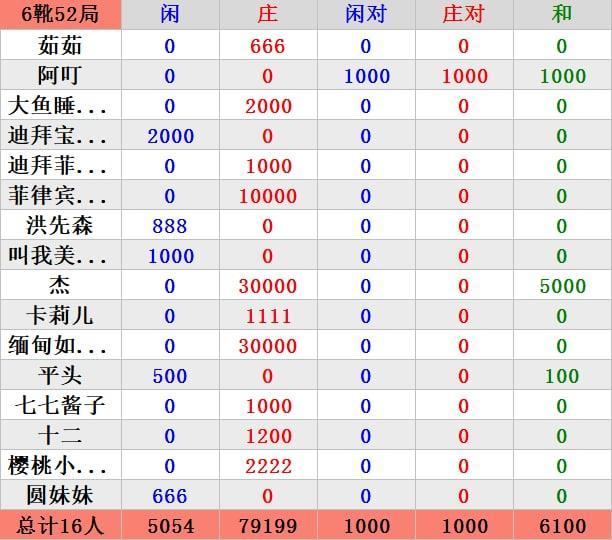 6靴52局 闲 庄 闲对 庄对 和
茹茹 0 666 0 0 0
阿叮 0 0 1000 1000 1000
大鱼睡... 0 2000 0 0 0
迪拜宝... 2000 0 0 0 0
迪拜菲... 0 1000 0 0 0
菲律宾... 0 10000 0 0 0
洪先森 888 0 0 0 0
叫我美... 1000 0 0 0 0
杰 0 30000 0 0 5000
卡莉儿 0 1111 0 0 0
缅甸如... 0 30000 0 0 0
平头 500 0 0 0 100
七七酱子 0 1000 0 0 0
十二 0 1200 0 0 0
樱桃小... 0 2222 0 0 0
圆妹妹 666 0 0 0 0
总计16人 5054 79199 1000 1000 6100